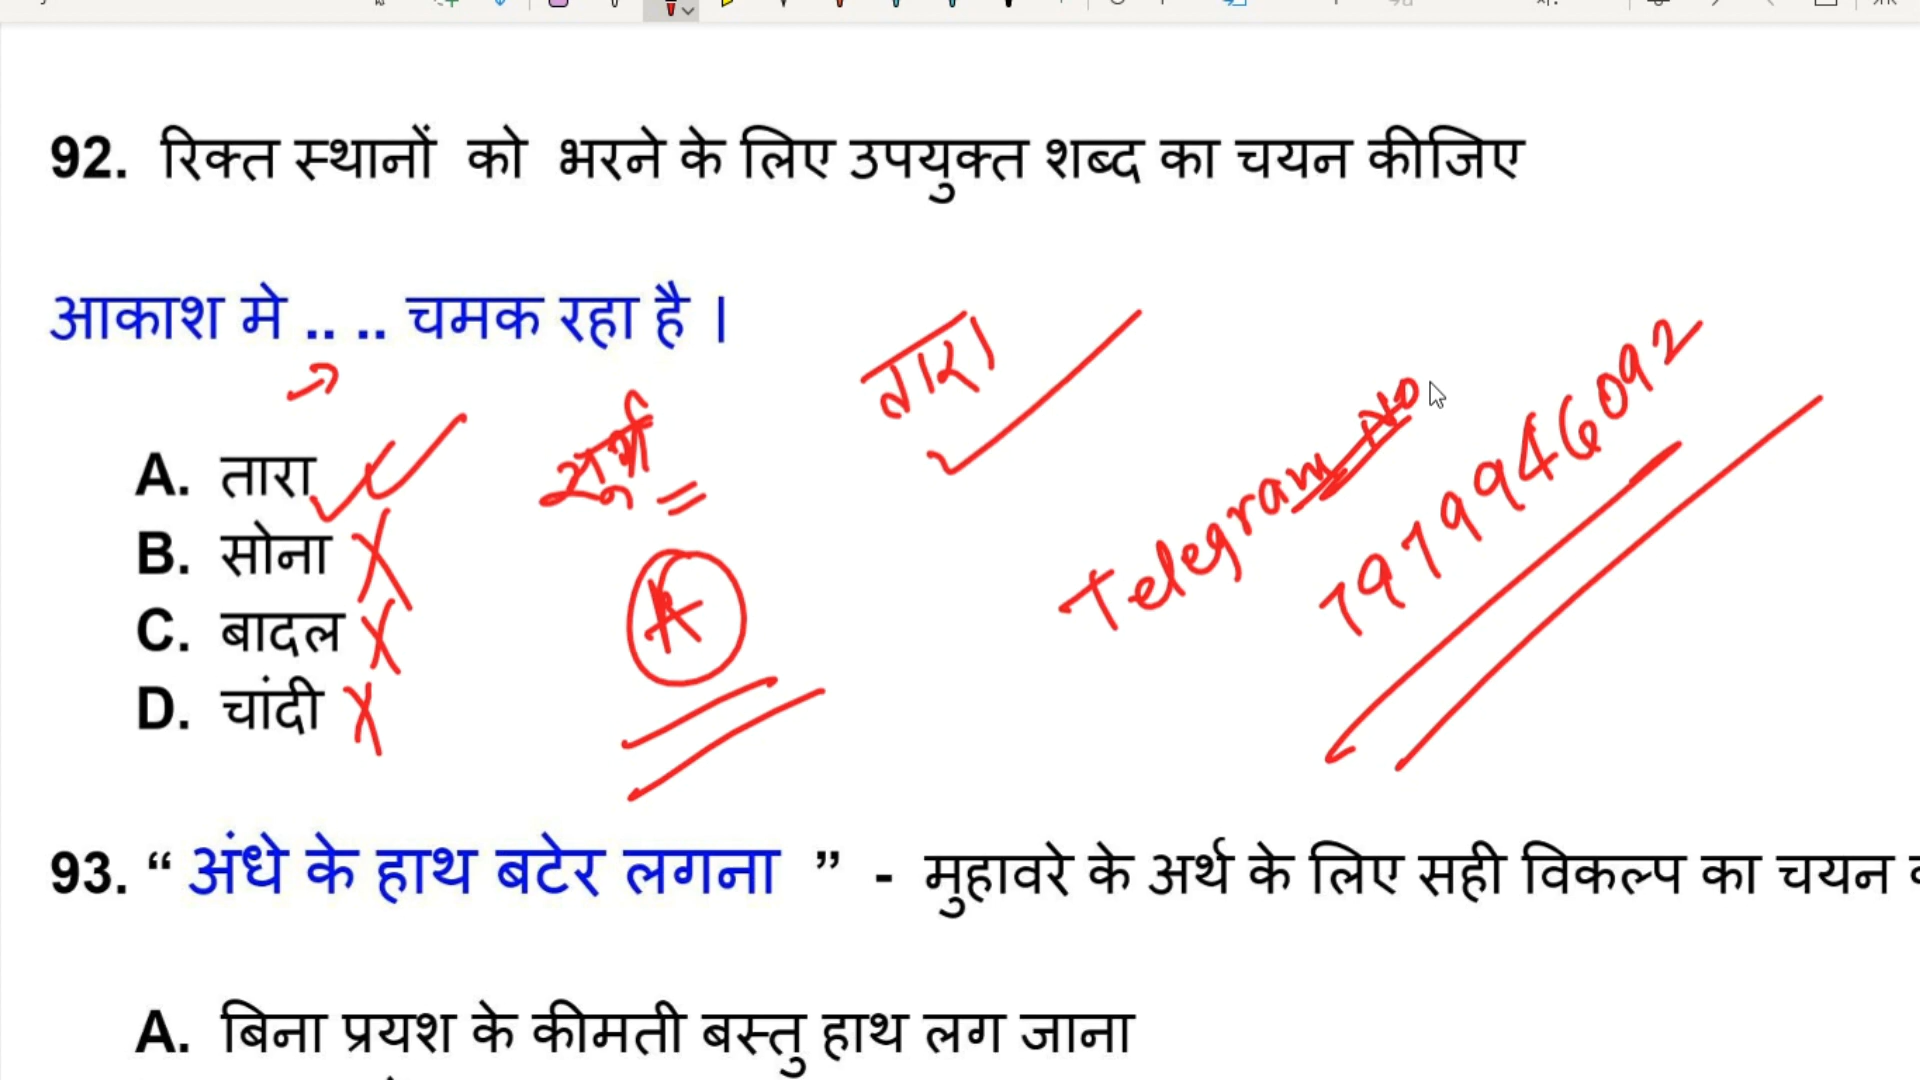 92. रिक्त स्थानों को भरने के लिए उपयुक्त शब्द का चयन कीजिए
आकाश मे .. .. चमक रहा है ।
तारा
Telegram No
7979946092
A. तारा
सूर्य
B. सोना
A
C. बादल
D. चांदी
93. “ अंधे के हाथ बटेर लगना ” - मुहावरे के अर्थ के लिए सही विकल्प का चयन
A. बिना प्रयश के कीमती बस्तु हाथ लग जाना